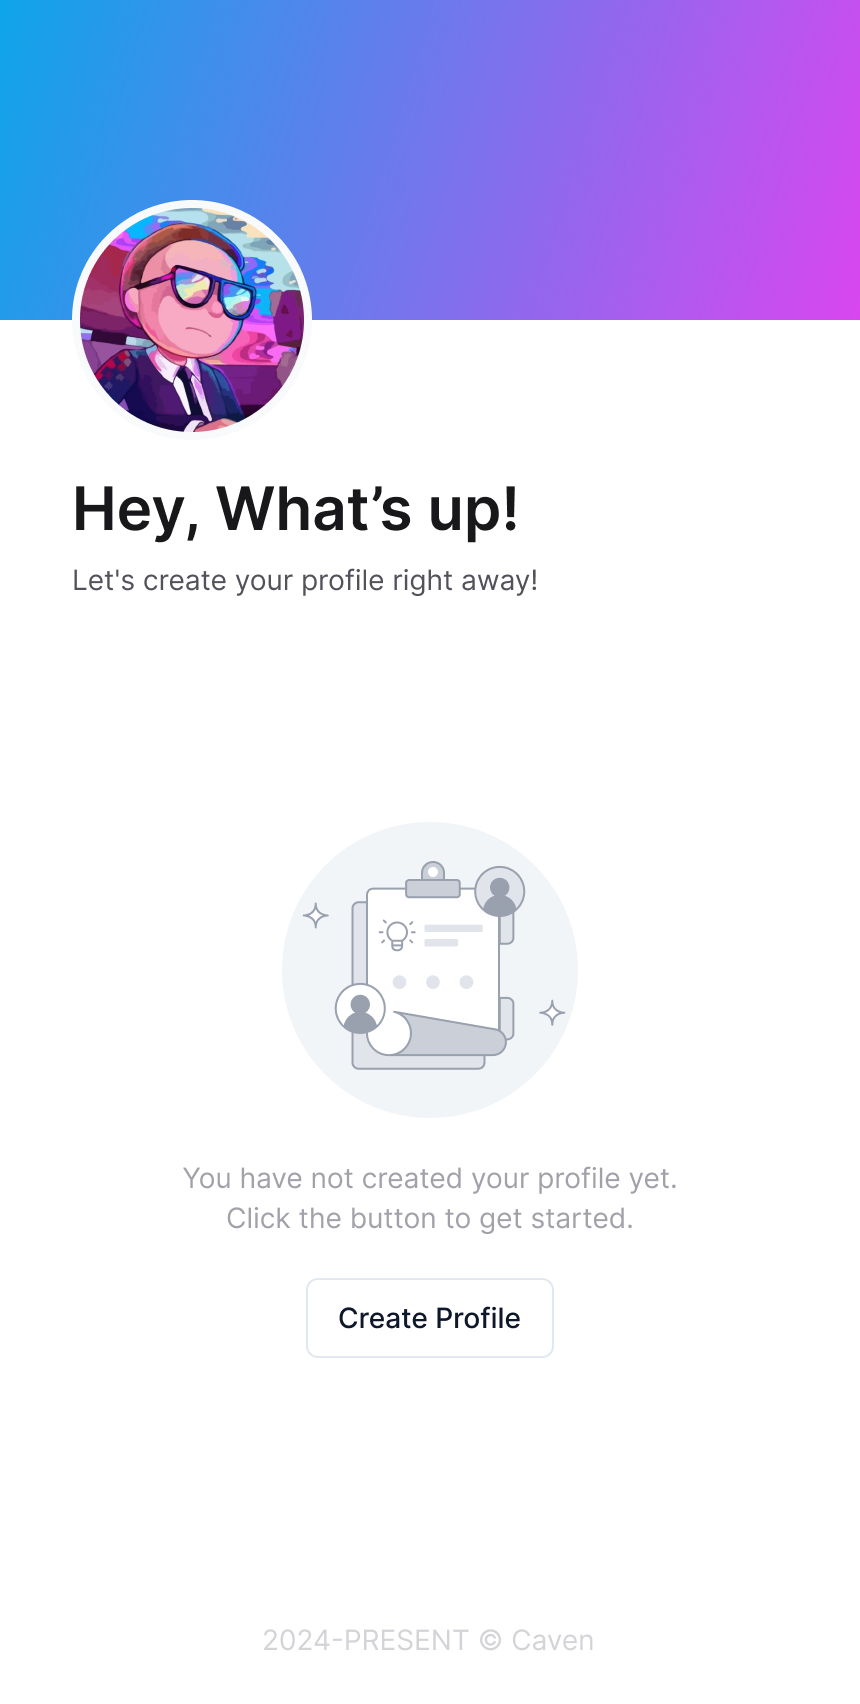 Hey, What’s up!
Let's create your profile right away!
You have not created your profile yet.
Click the button to get started.
Create Profile
2024-PRESENT © Caven